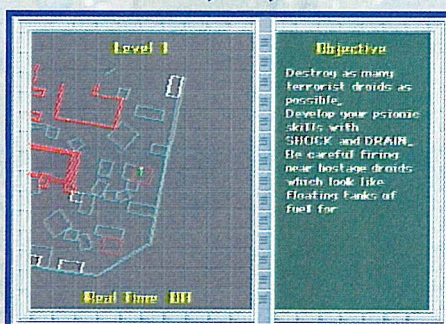 Level 1
Real Time Off
Objective
Destroy as many
terrorist droids as
possible.
Develop your psionic
skills with
SHOCK and DRAIN.
Be careful firing
near hostage droids
which look like
floating tanks of
fuel for